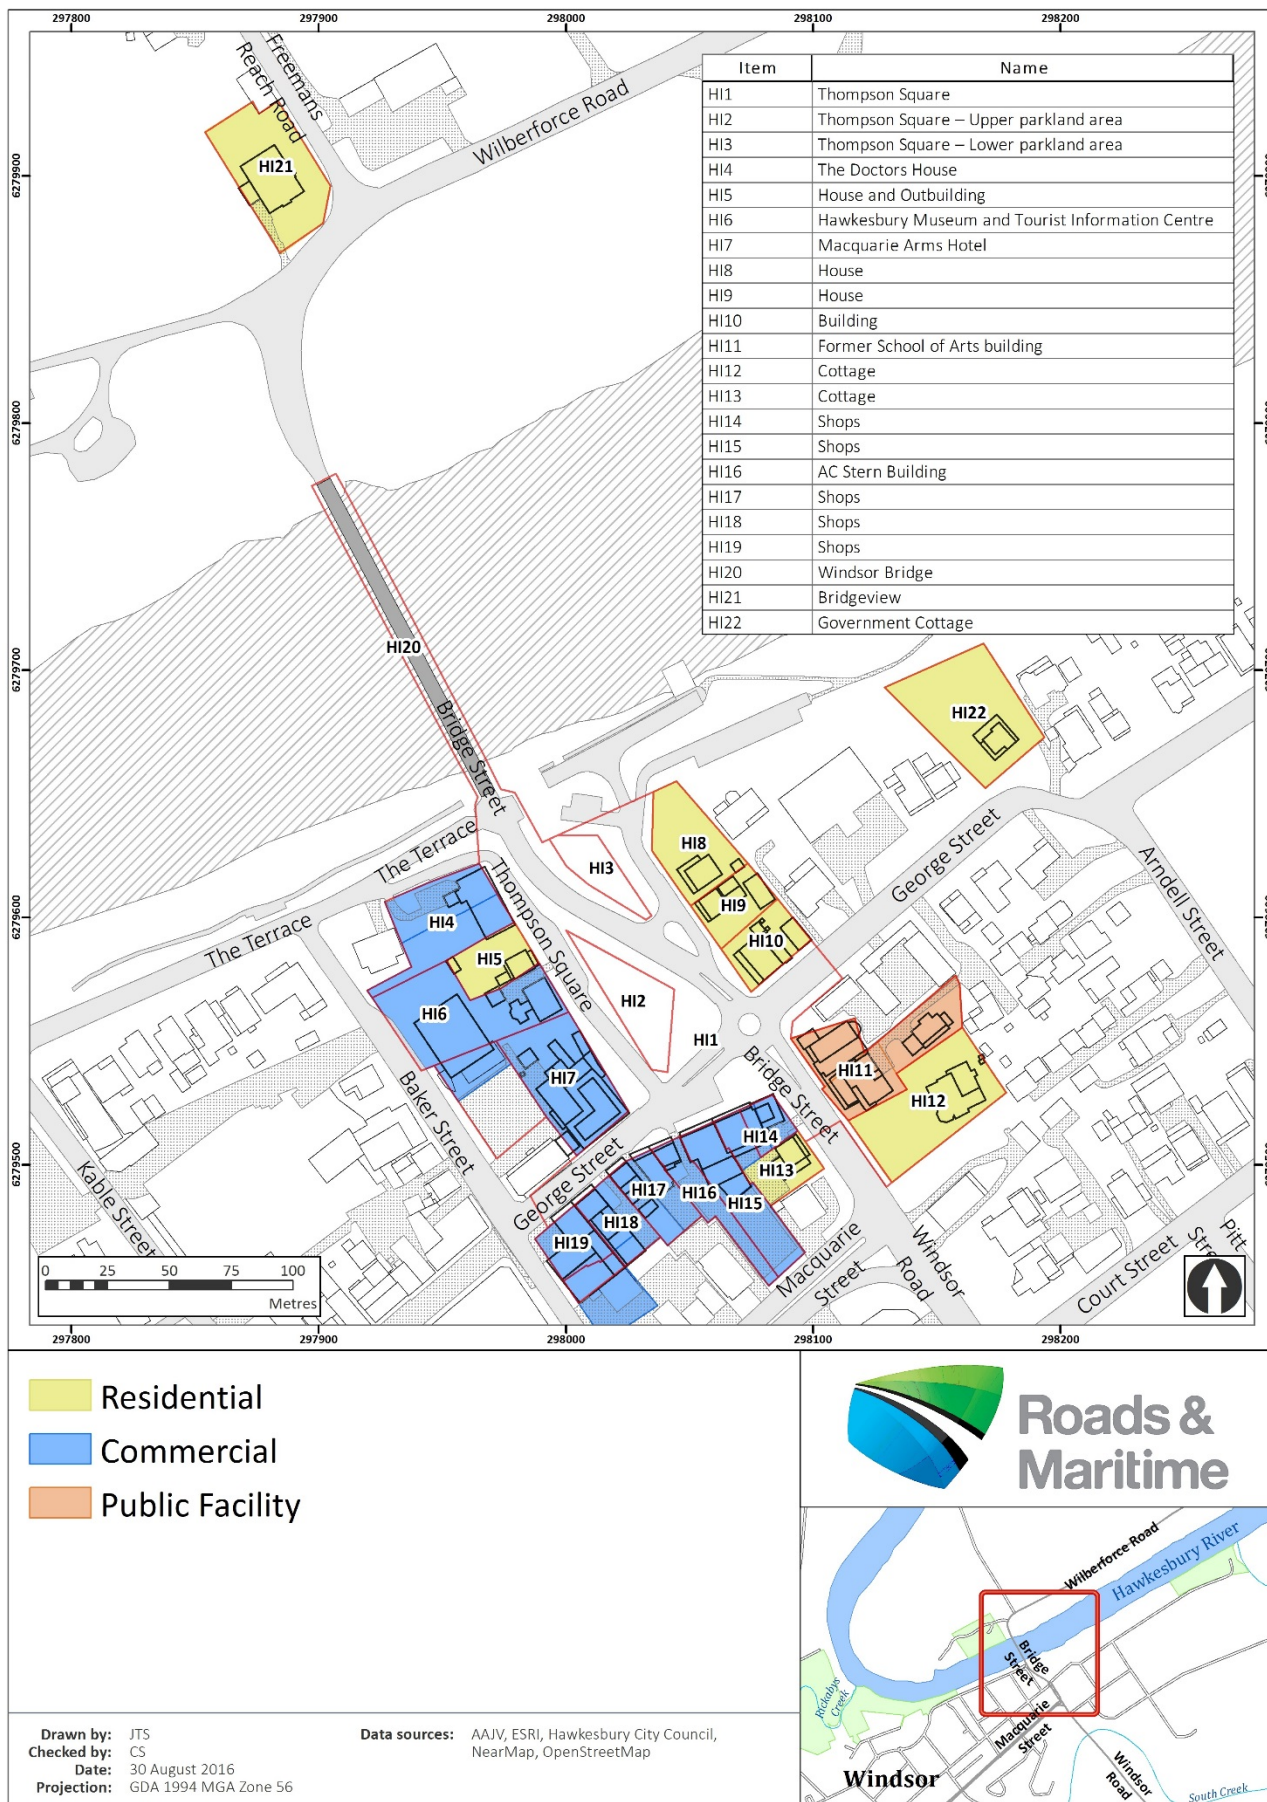 297800 297900 298000 298100 298200
Item Name
HI1 Thompson Square
HI2 Thompson Square – Upper parkland area
HI3 Thompson Square – Lower parkland area
HI4 The Doctors House
HI5 House and Outbuilding
HI6 Hawkesbury Museum and Tourist Information Centre
HI7 Macquarie Arms Hotel
HI8 House
HI9 House
HI10 Building
HI11 Former School of Arts building
HI12 Cottage
HI13 Cottage
HI14 Shops
HI15 Shops
HI16 AC Stern Building
HI17 Shops
HI18 Shops
HI19 Shops
HI20 Windsor Bridge
HI21 Bridgeview
HI22 Government Cottage
Freemans
Reach Road
Wilberforce Road
HI21
6279900
6279800
6279700
6279600
6279500
HI20
Bridge Street
HI22
The Terrace
The Terrace
Thompson Square
HI3
HI8
HI9
HI10
George Street
Arndell Street
HI4
HI5
HI6
HI7
HI2
HI1
Bridge Street
HI11
HI12
Baker Street
Kable Street
George Street
HI14
HI13
HI17
HI16
HI15
HI18
HI19
Macquarie
Street
Windsor
Road
Court Street
Pitt
Street
0 25 50 75 100
Metres
297800 297900 298000 298100 298200
Residential
Commercial
Public Facility
Roads &
Maritime
Wilberforce Road
Hawkesbury River
Bridge
Street
Rickabys
Creek
Macquarie
Street
Windsor
Windsor
Road
South Creek
Drawn by: JTS
Checked by: CS
Date: 30 August 2016
Projection: GDA 1994 MGA Zone 56
Data sources: AAJV, ESRI, Hawkesbury City Council,
NearMap, OpenStreetMap